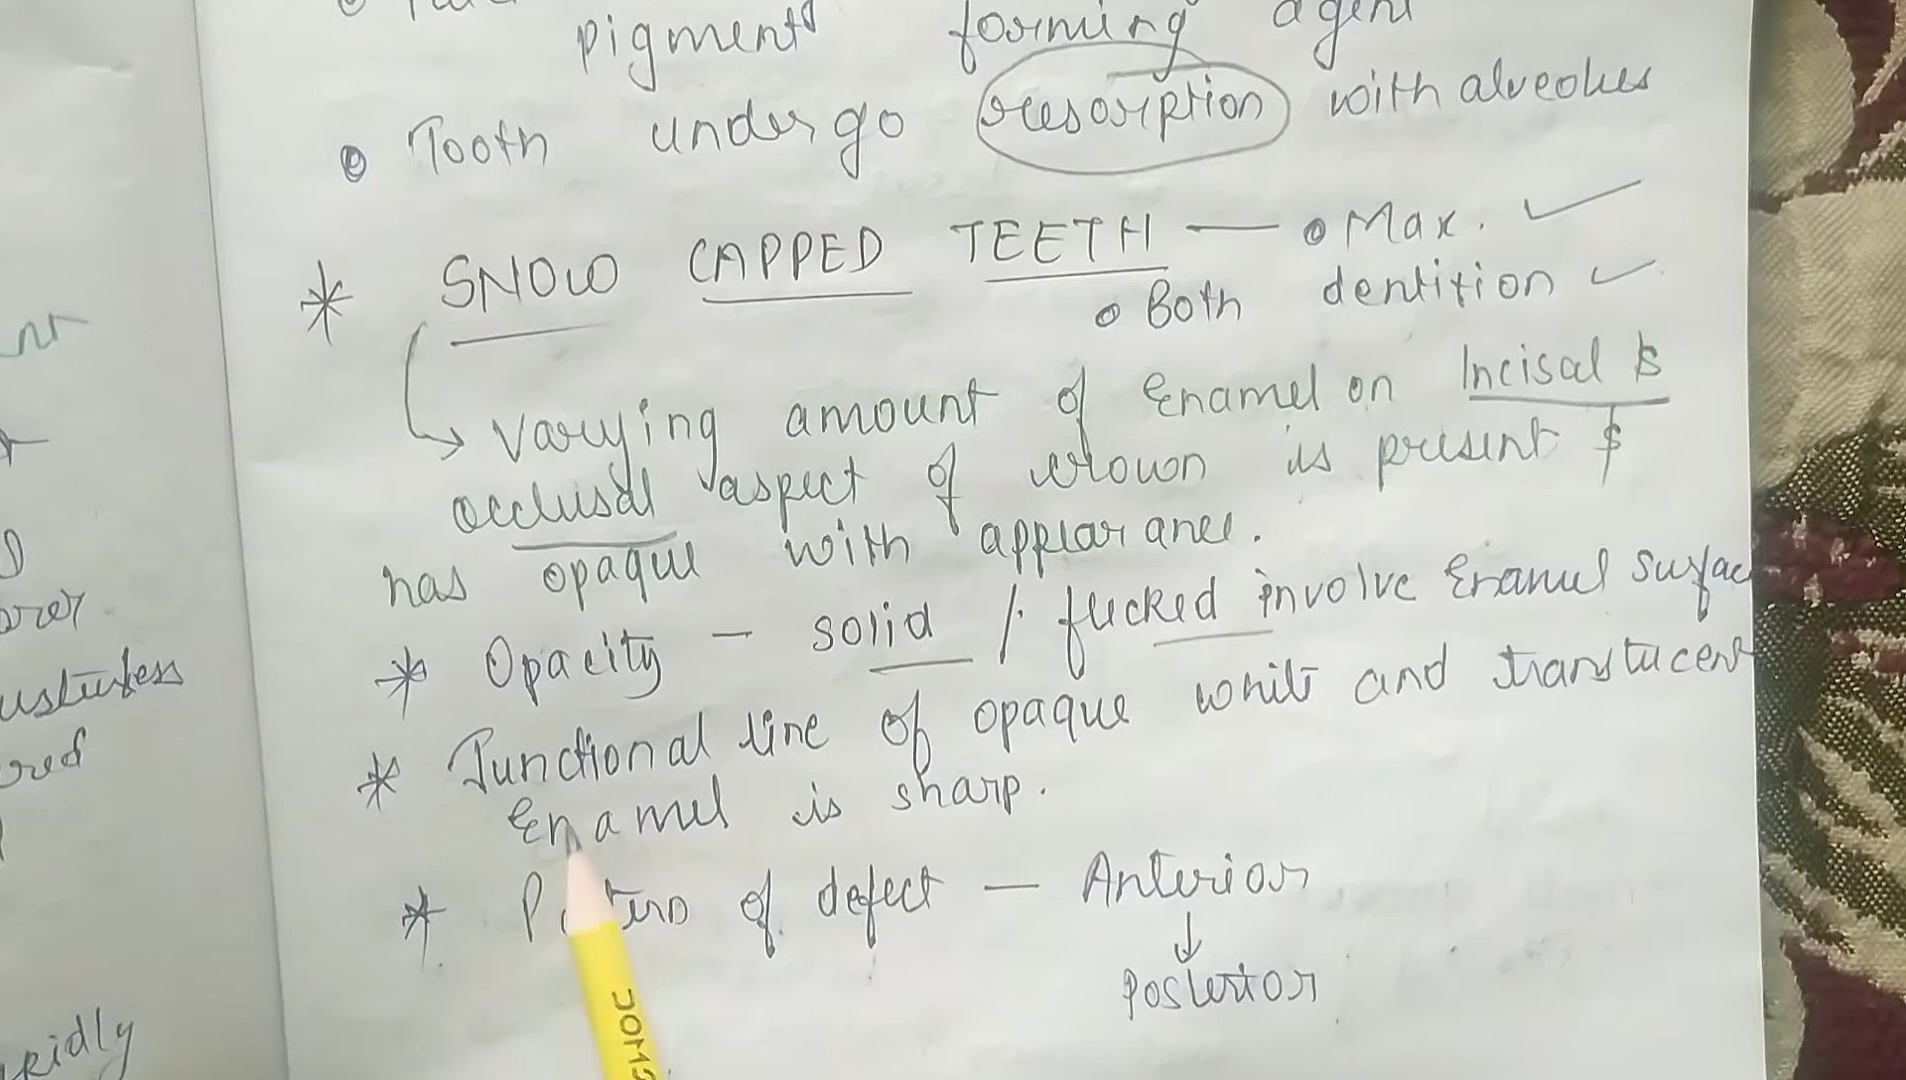 pigment forming agent
Tooth undergo resorption with alveolus
* SNOW CAPPED TEETH — Max. ✓
Both dentition ✓
→ varying amount of Enamel on Incisal &
occlusal aspect of crown is present &
has opaque with appearance.
* Opacity — solid / flecked involve Enamel surfac
* Junctional line of opaque white and translucent
Enamel is sharp.
* of defect — Anterior
↓
Posterior
DOMS